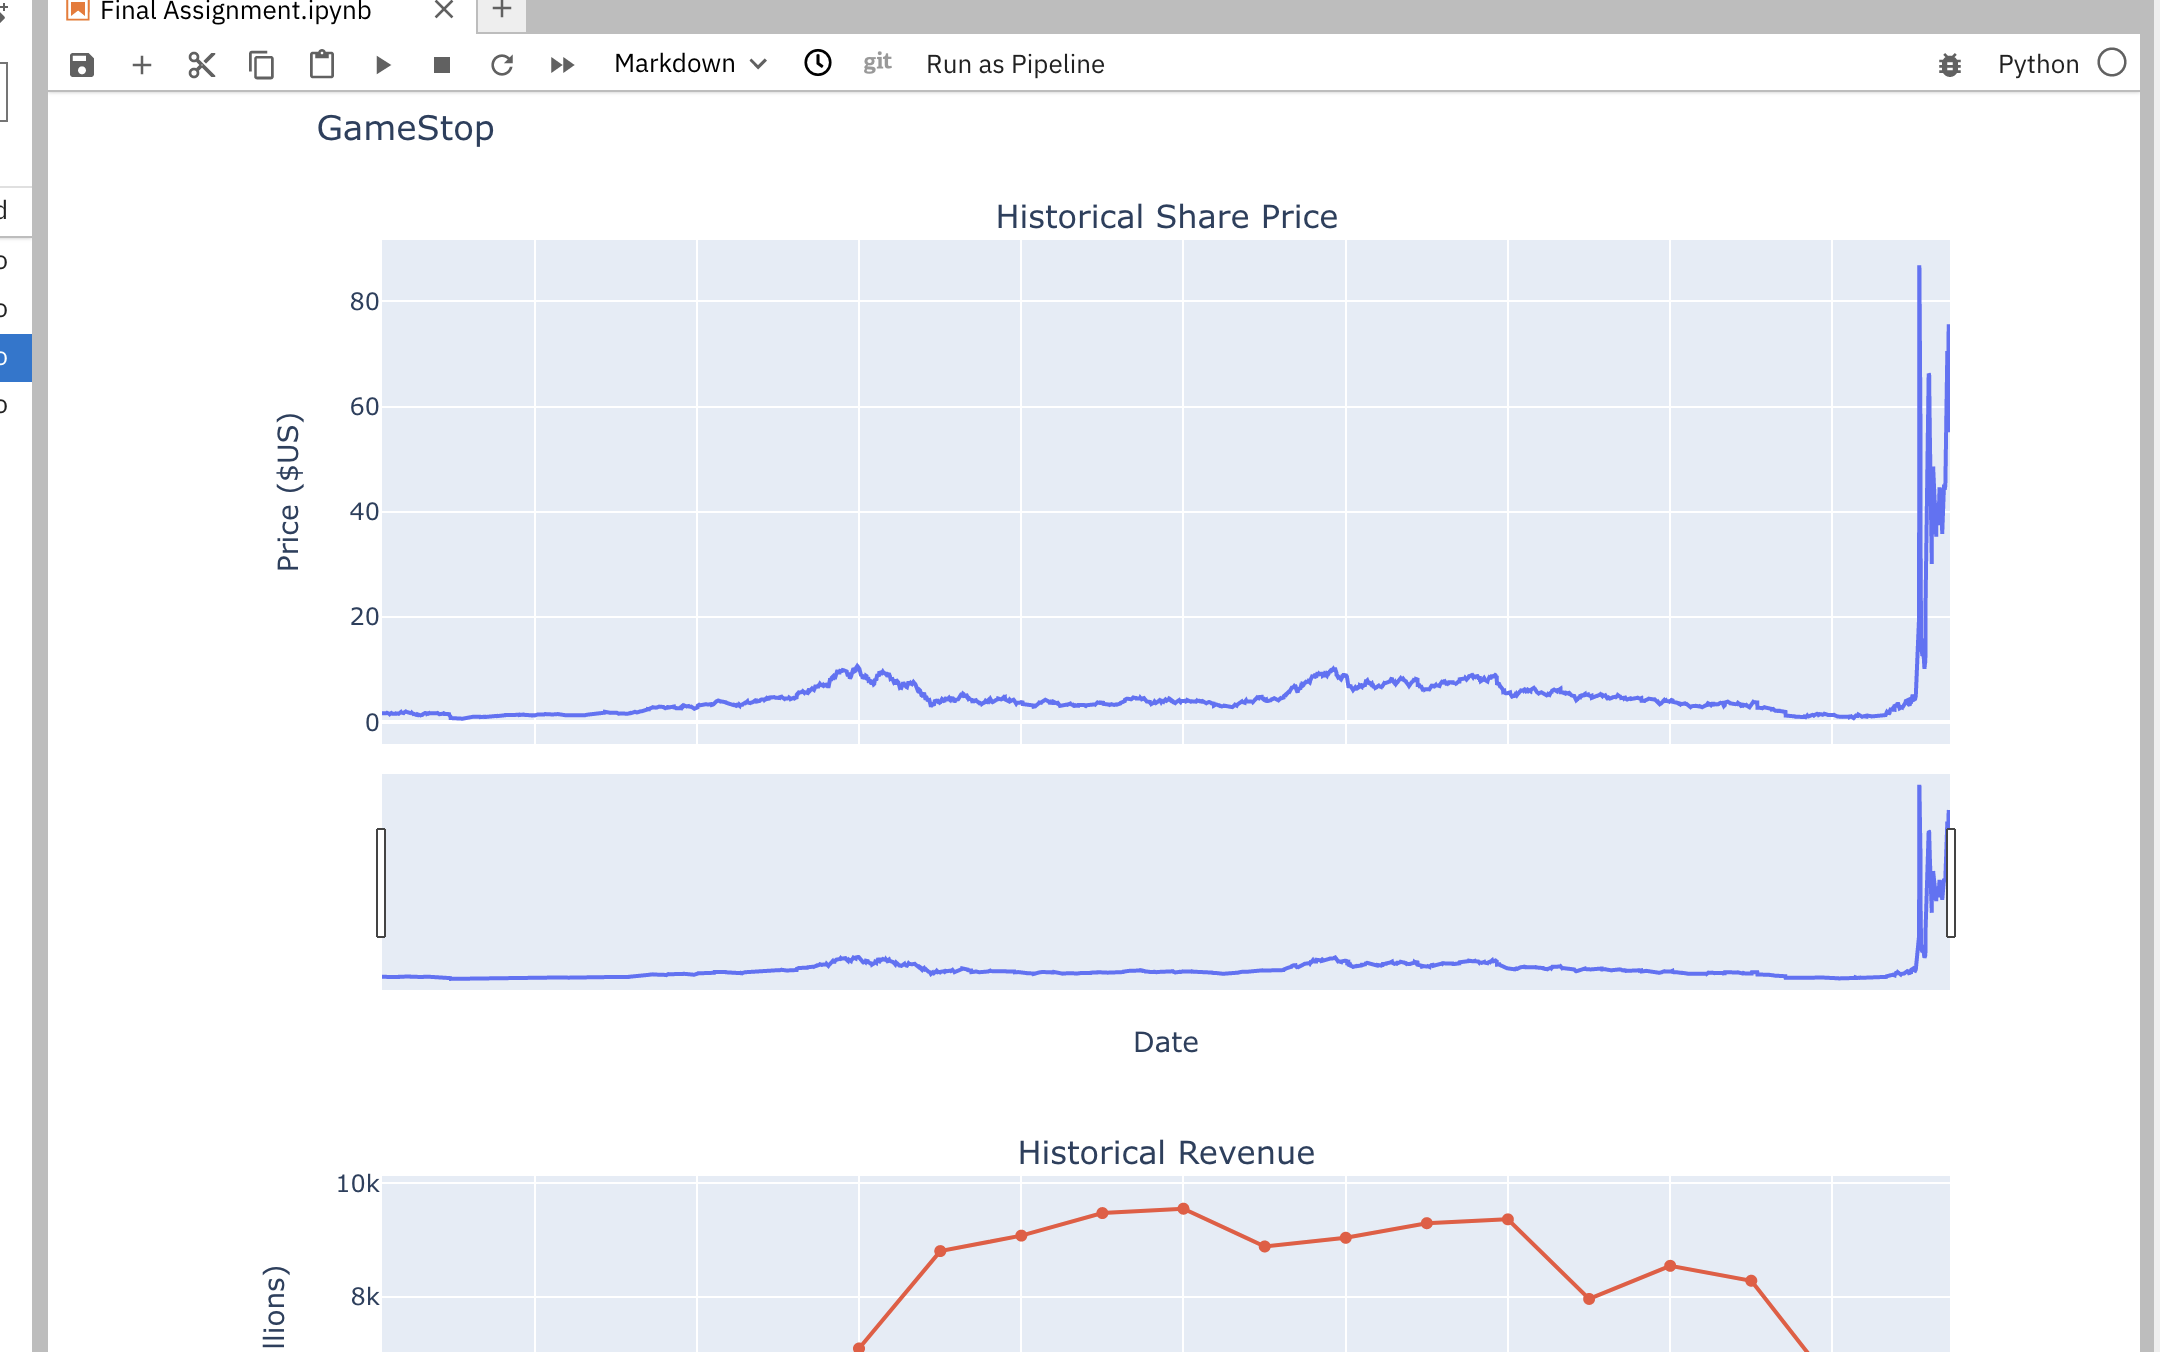 Final Assignment.ipynb
Markdown
git
Run as Pipeline
Python
GameStop
Historical Share Price
80
60
40
20
0
Price ($US)
Date
Historical Revenue
10k
8k